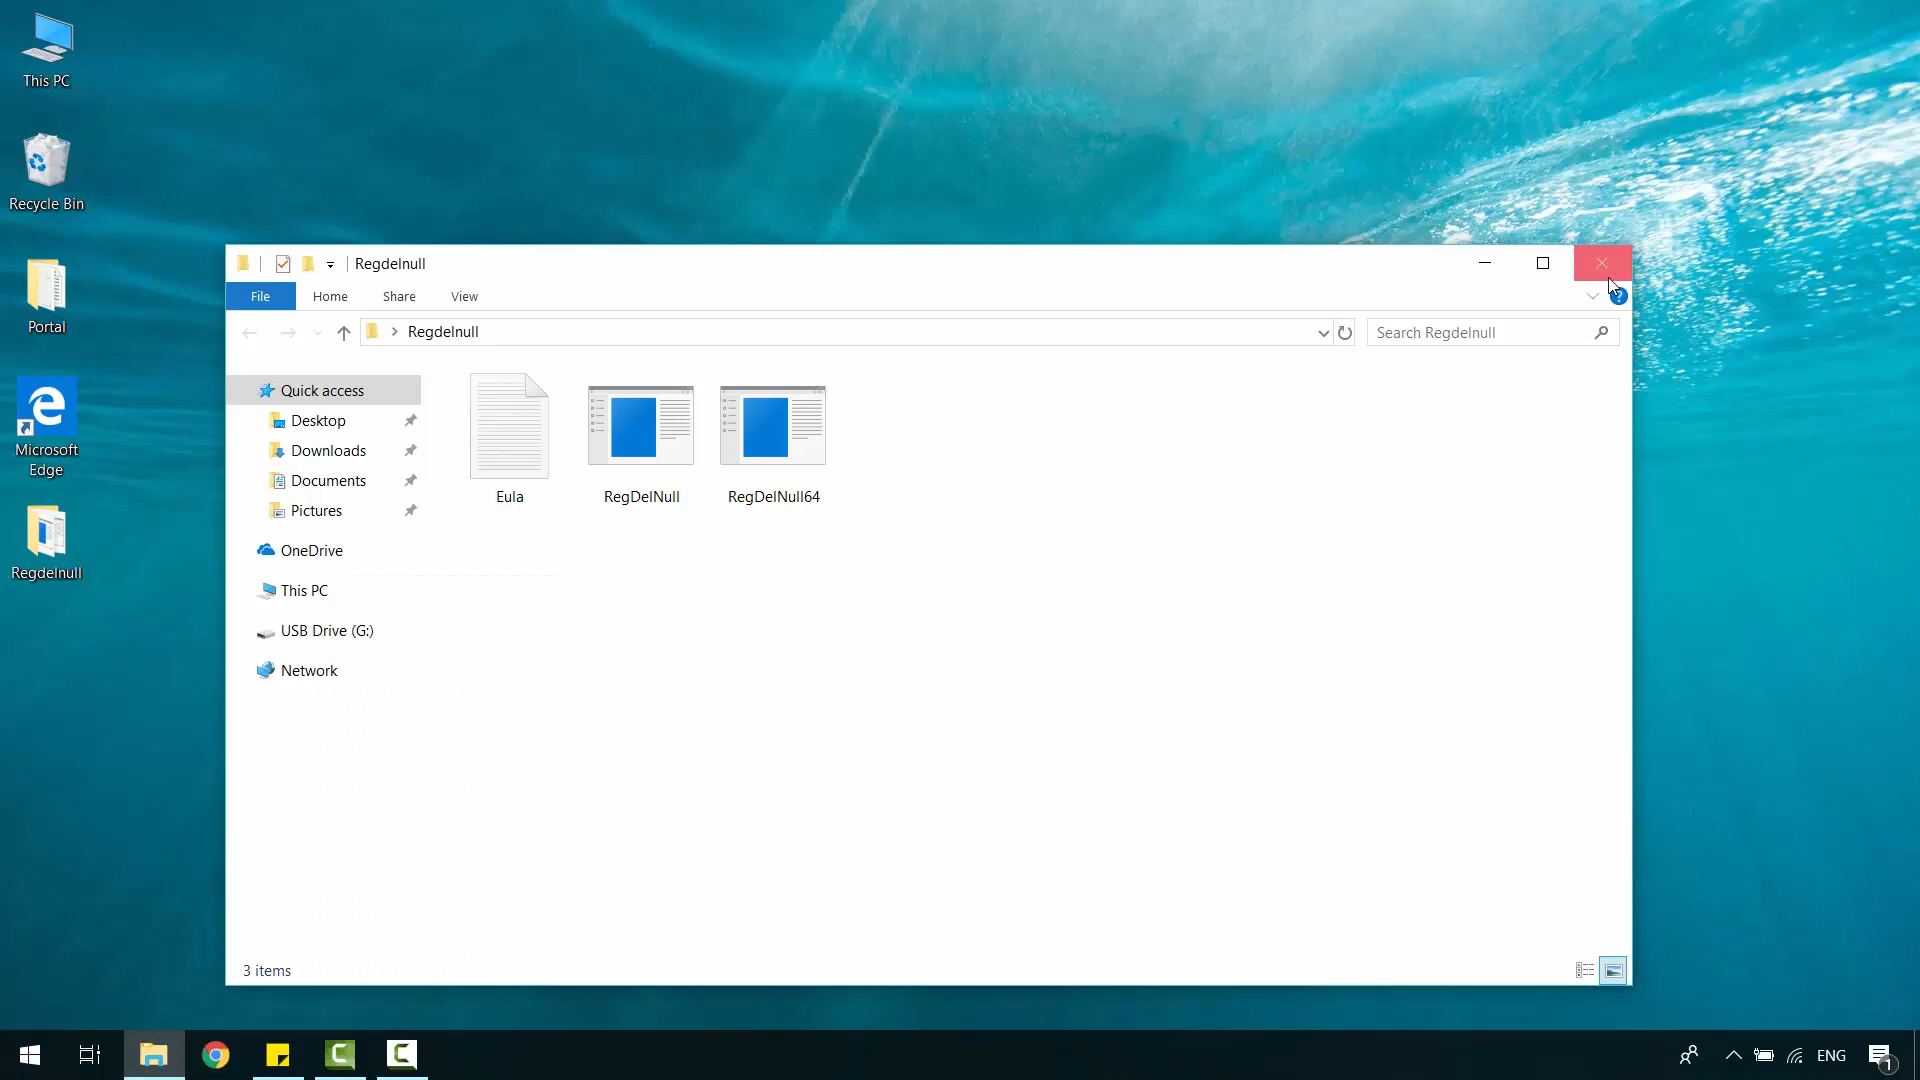 This PC
Recycle Bin
Portal
Microsoft
Edge
Regdelnull
Regdelnull
File
Home
Share
View
?
Regdelnull
Search Regdelnull
Quick access
Desktop
Downloads
Documents
Pictures
OneDrive
This PC
USB Drive (G:)
Network
Eula
RegDelNull
RegDelNull64
3 items
ENG
1